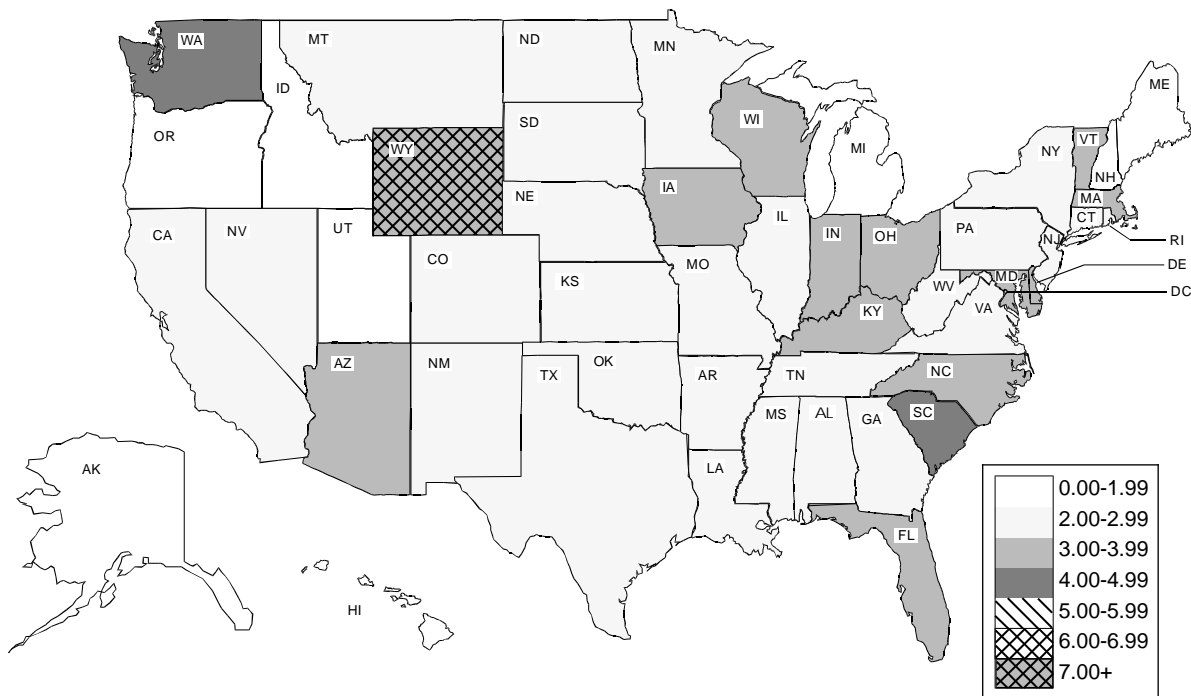 WA
MT
ND
MN
ME
ID
OR
SD
WI
VT
NY
WY
MI
NH
IA
NE
MA
CT
CA
NV
UT
IL
IN
OH
PA
NJ
RI
CO
MO
DE
KS
MD
WV
DC
KY
VA
AZ
NM
OK
TX
AR
TN
NC
MS
AL
GA
SC
AK
LA
FL
HI
0.00-1.99
2.00-2.99
3.00-3.99
4.00-4.99
5.00-5.99
6.00-6.99
7.00+